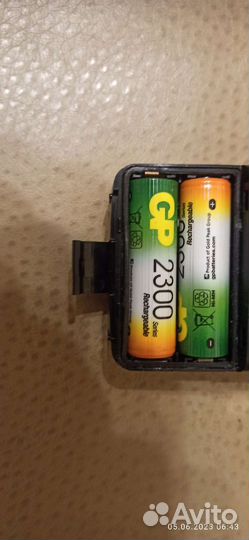 GP
2300
Series
Rechargeable
Rechargeable
Product of Gold Peak Group
gpbatteries.com
Avito
05.06.2023 06:43